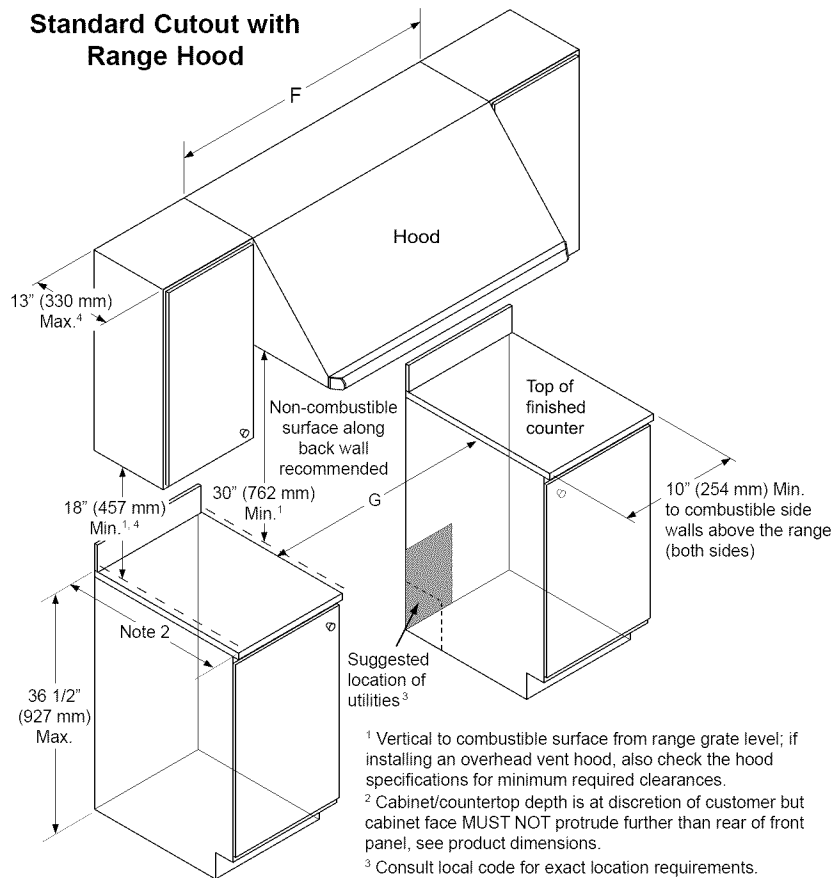 Standard Cutout with
Range Hood
F
Hood
13” (330 mm)
Max.⁴
Non-combustible
surface along
back wall
recommended
Top of
finished
counter
18” (457 mm)
Min.¹, ⁴
30” (762 mm)
Min.¹
G
10” (254 mm) Min.
to combustible side
walls above the range
(both sides)
Note 2
36 1/2”
(927 mm)
Max.
Suggested
location of
utilities³
¹ Vertical to combustible surface from range grate level; if
installing an overhead vent hood, also check the hood
specifications for minimum required clearances.
² Cabinet/countertop depth is at discretion of customer but
cabinet face MUST NOT protrude further than rear of front
panel, see product dimensions.
³ Consult local code for exact location requirements.